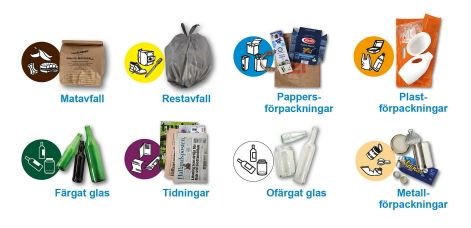 Matavfall
Restavfall
Pappers-
förpackningar
Plast-
förpackningar
Färgat glas
Tidningar
Ofärgat glas
Metall-
förpackningar